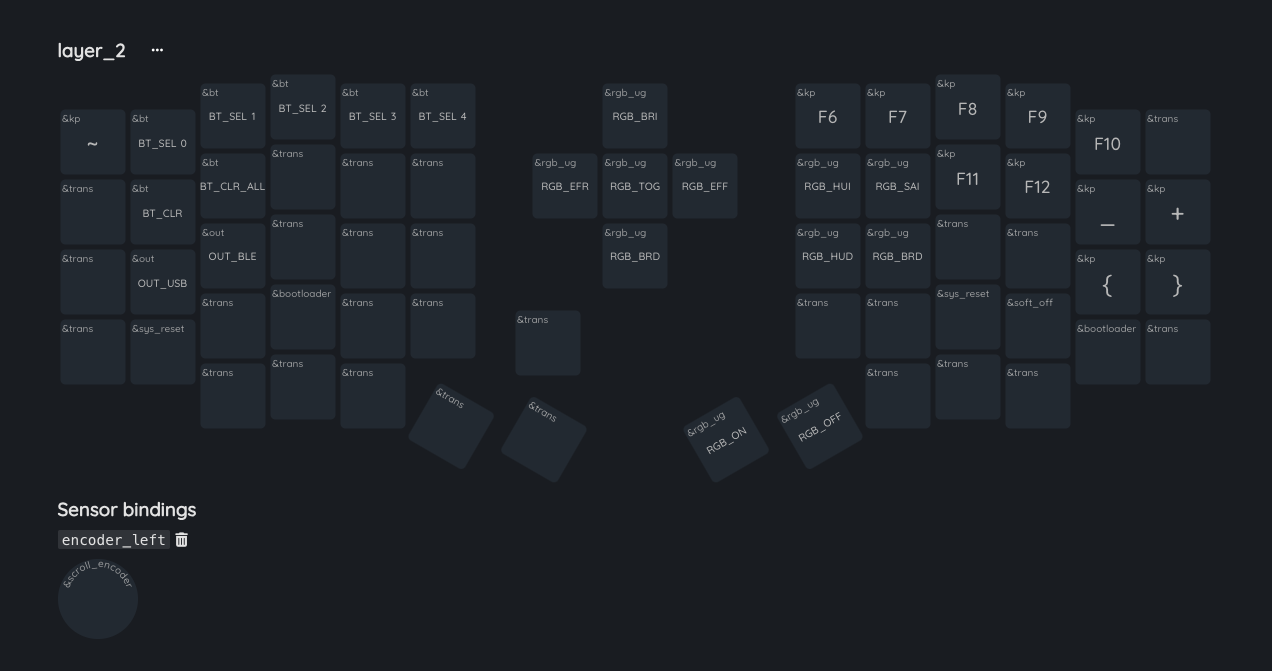 layer_2 ···
&kp ~
&bt BT_SEL 0
&bt BT_SEL 1
&bt BT_SEL 2
&bt BT_SEL 3
&bt BT_SEL 4
&rgb_ug RGB_BRI
&kp F6
&kp F7
&kp F8
&kp F9
&kp F10
&trans
&trans
&bt BT_CLR
&bt BT_CLR_ALL
&trans
&trans
&trans
&rgb_ug RGB_EFR
&rgb_ug RGB_TOG
&rgb_ug RGB_EFF
&rgb_ug RGB_HUI
&rgb_ug RGB_SAI
&kp F11
&kp F12
&kp _
&kp +
&trans
&out OUT_USB
&out OUT_BLE
&trans
&trans
&trans
&rgb_ug RGB_BRD
&rgb_ug RGB_HUD
&rgb_ug RGB_BRD
&trans
&trans
&kp {
&kp }
&trans
&sys_reset
&trans
&bootloader
&trans
&trans
&trans
&trans
&trans
&sys_reset
&soft_off
&bootloader
&trans
&trans
&trans
&trans
&trans
&trans
&rgb_ug RGB_ON
&rgb_ug RGB_OFF
&trans
&trans
&trans
Sensor bindings
encoder_left
&scroll_encoder